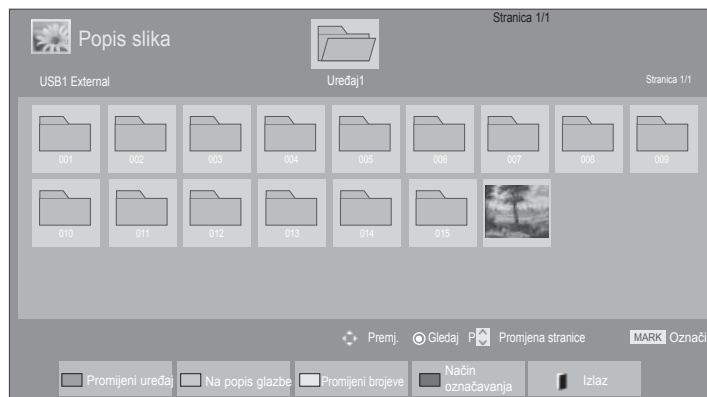 Stranica 1/1
Popis slika
USB1 External
Uređaj1
Stranica 1/1
001 002 003 004 005 006 007 008 009
010 011 012 013 014 015
Premj. Gledaj P Promjena stranice MARK Označi
Promijeni uređaj Na popis glazbe Promijeni brojeve Način označavanja Izlaz